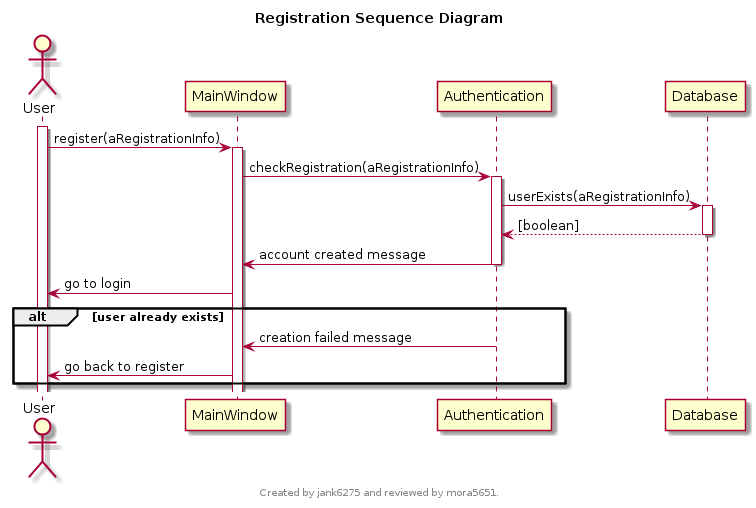 Registration Sequence Diagram
User
MainWindow
Authentication
Database
register(aRegistrationInfo)
checkRegistration(aRegistrationInfo)
userExists(aRegistrationInfo)
[boolean]
account created message
go to login
alt
[user already exists]
creation failed message
go back to register
User
MainWindow
Authentication
Database
Created by jank6275 and reviewed by mora5651.